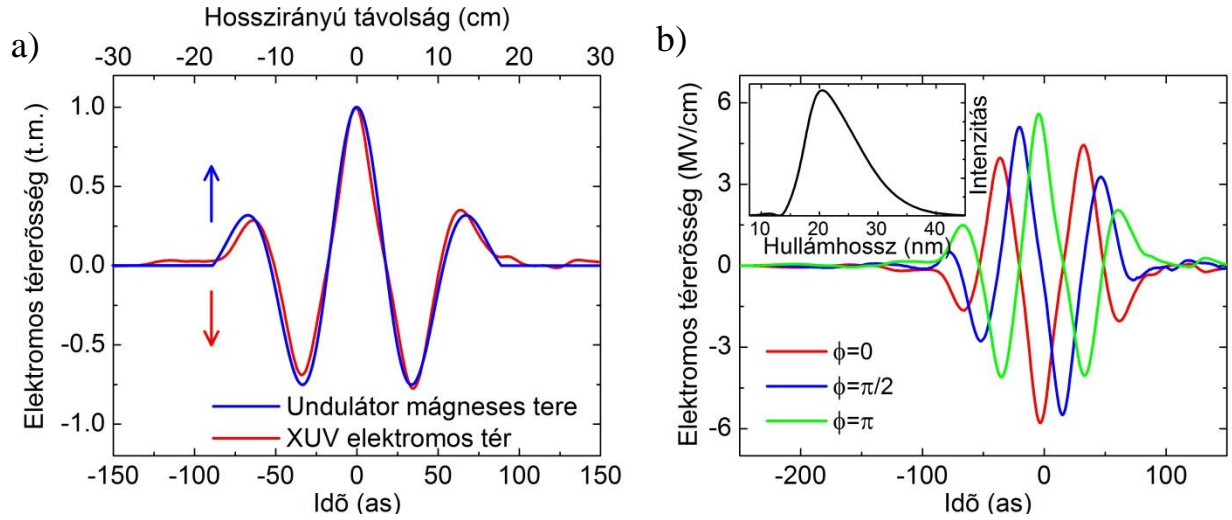 a)
Hosszirányú távolság (cm)
-30 -20 -10 0 10 20 30
Elektromos térerõsség (t.m.)
1.0
0.5
0.0
-0.5
-1.0
Undulátor mágneses tere
XUV elektromos tér
-150 -100 -50 0 50 100 150
Idõ (as)
b)
Elektromos térerõsség (MV/cm)
6
3
0
-3
-6
Intenzitás
10 20 30 40
Hullámhossz (nm)
ϕ=0
ϕ=π/2
ϕ=π
-200 -100 0 100
Idõ (as)